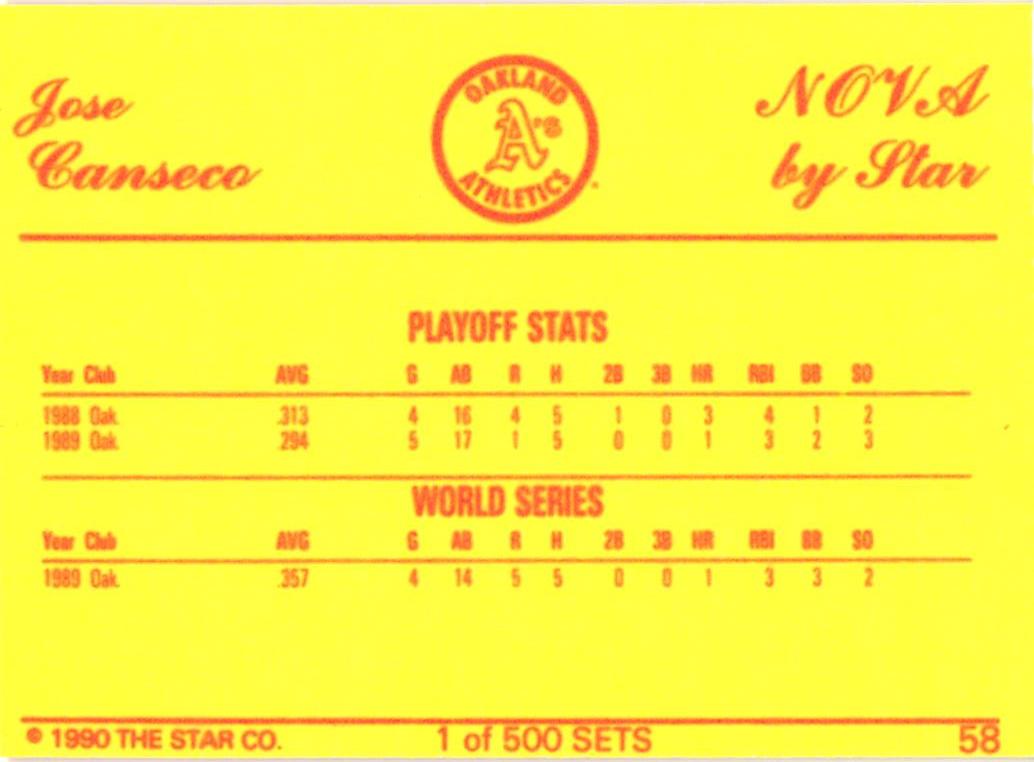 Jose
Canseco
OAKLAND
A's
ATHLETICS
NOVA
by Star
PLAYOFF STATS
Year Club AVG G AB R H 2B 3B HR RBI BB SO
1988 Oak. .313 4 16 4 5 1 0 3 4 1 2
1989 Oak. .294 5 17 1 5 0 0 1 3 2 3
WORLD SERIES
Year Club AVG G AB R H 2B 3B HR RBI BB SO
1989 Oak. .357 4 14 5 5 0 0 1 3 3 2
© 1990 THE STAR CO. 1 of 500 SETS 58